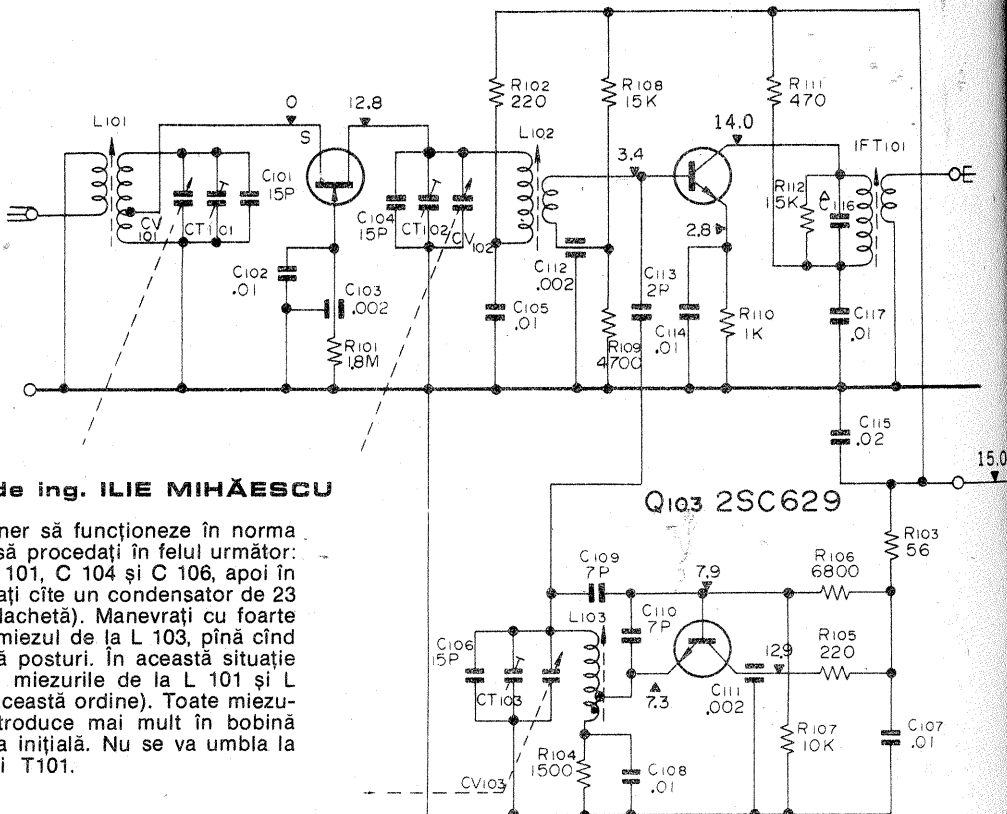 R102
220
R108
15K
R111
470
L101
0
S
12.8
L102
3.4
14.0
IFT101
C101
15P
CV
101
CT101
C104
15P
CT102
CV102
R112
15K
C116
2.8
C102
.01
C103
.002
R101
1.8M
C105
.01
C112
.002
R109
4700
C113
2P
C114
.01
R110
1K
C117
.01
C115
.02
15.0
de ing. ILIE MIHĂESCU
ner să funcționeze în norma
să procedați în felul următor:
101, C 104 și C 106, apoi în
ați cîte un condensator de 23
lachetă). Manevrați cu foarte
miezul de la L 103, pînă cînd
ă posturi. În această situație
miezurile de la L 101 și L
ceastă ordine). Toate miezu-
troduce mai mult în bobină
a inițială. Nu se va umbla la
i T101.
Q103 2SC629
R103
56
C109
7P
7.9
R106
6800
L103
C110
7P
R105
220
12.9
C106
15P
CT103
7.3
C111
.002
R107
10K
C107
.01
R104
1500
C108
.01
CV103